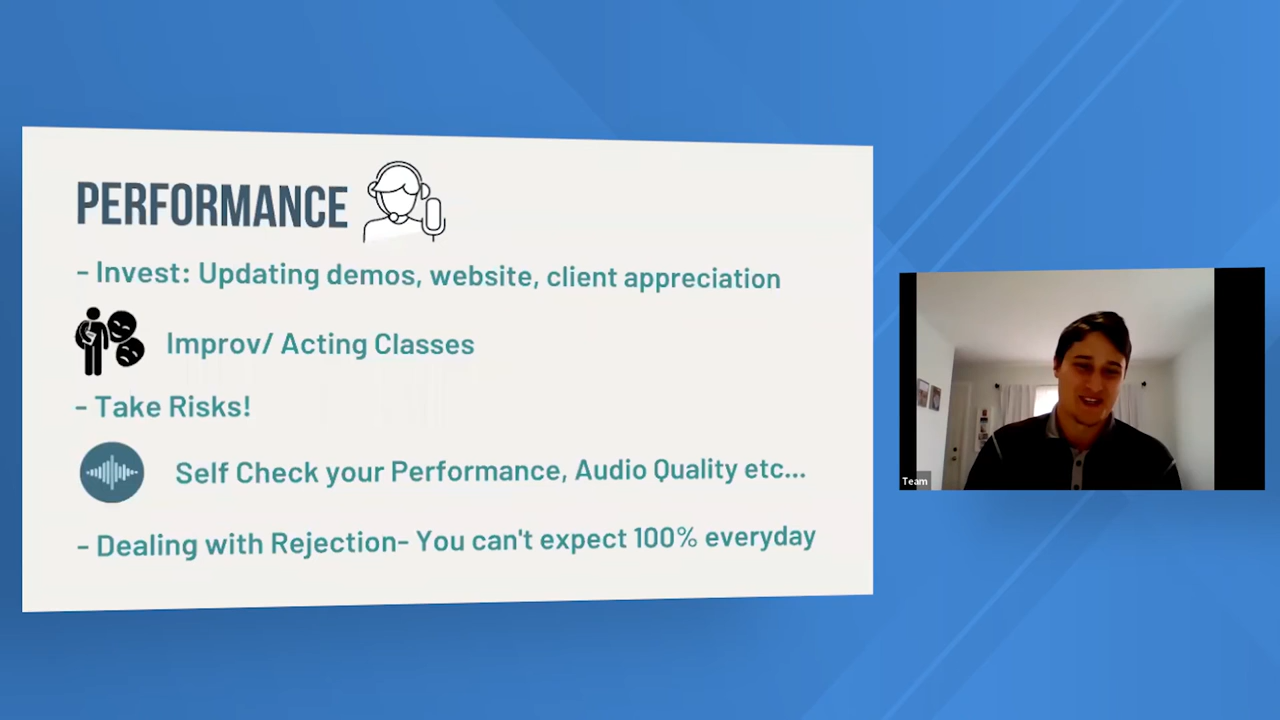 PERFORMANCE
- Invest: Updating demos, website, client appreciation
Improv/ Acting Classes
- Take Risks!
Self Check your Performance, Audio Quality etc...
- Dealing with Rejection- You can't expect 100% everyday
Team